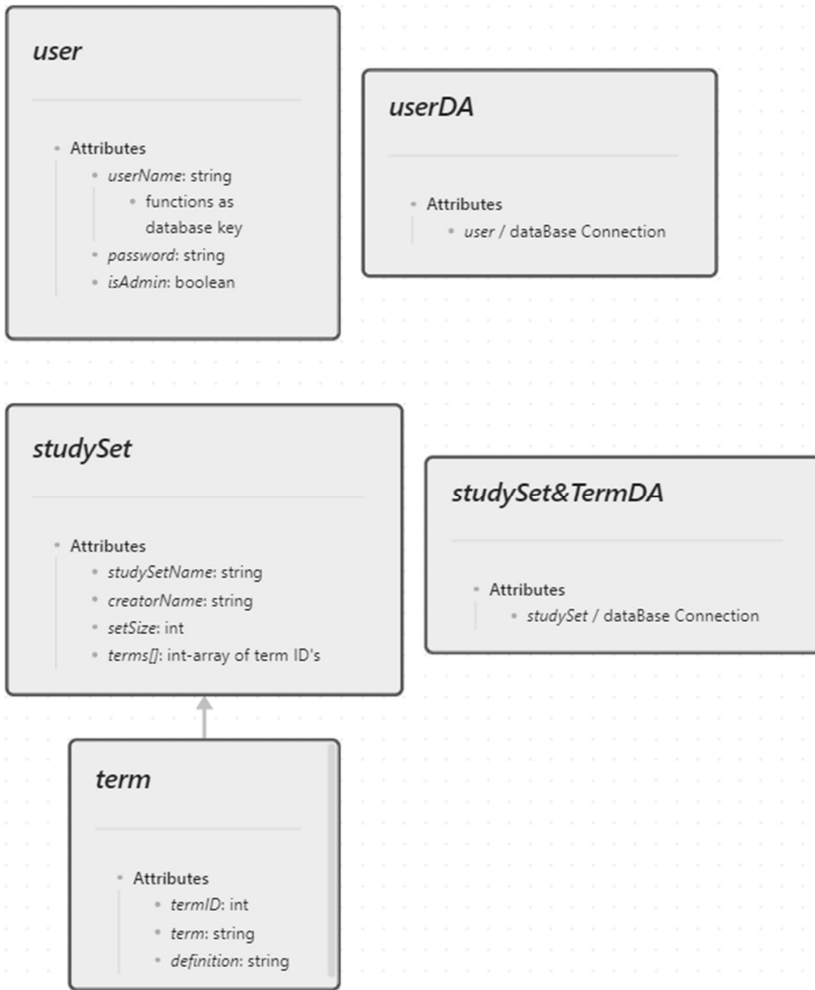 user
Attributes
userName: string
functions as
database key
password: string
isAdmin: boolean
userDA
Attributes
user / dataBase Connection
studySet
Attributes
studySetName: string
creatorName: string
setSize: int
terms[]: int-array of term ID's
studySet&TermDA
Attributes
studySet / dataBase Connection
term
Attributes
termID: int
term: string
definition: string